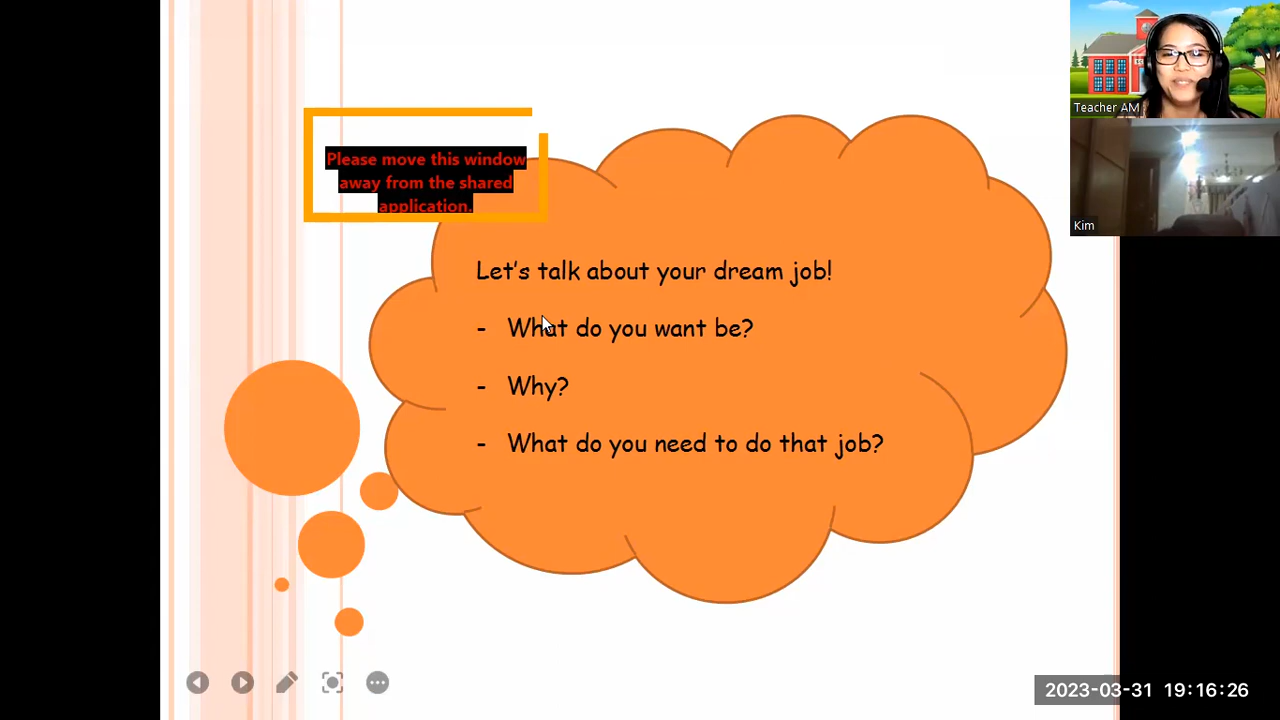 Teacher AM
Please move this window
away from the shared
application.
Kim
Let's talk about your dream job!
- What do you want be?
- Why?
- What do you need to do that job?
2023-03-31 19:16:26